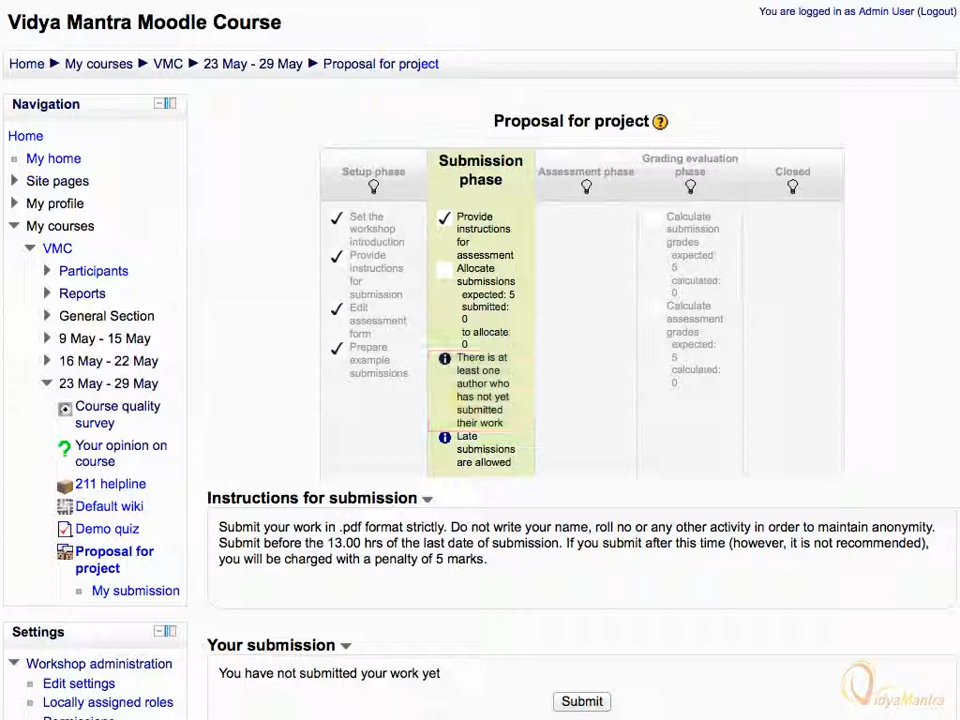 Vidya Mantra Moodle Course
You are logged in as Admin User (Logout)
Home ► My courses ► VMC ► 23 May - 29 May ► Proposal for project
Navigation
Home
My home
Site pages
My profile
My courses
VMC
Participants
Reports
General Section
9 May - 15 May
16 May - 22 May
23 May - 29 May
Course quality
survey
Your opinion on
course
211 helpline
Default wiki
Demo quiz
Proposal for
project
My submission
Settings
Workshop administration
Edit settings
Locally assigned roles
Permissions
Proposal for project
Setup phase
Set the
workshop
introduction
Provide
instructions
for
submission
Edit
assessment
form
Prepare
example
submissions
Submission
phase
Provide
instructions
for
assessment
Allocate
submissions
expected: 5
submitted:
0
to allocate:
0
There is at
least one
author who
has not yet
submitted
their work
Late
submissions
are allowed
Assessment phase
Grading evaluation
phase
Calculate
submission
grades
expected:
5
calculated:
0
Calculate
assessment
grades
expected:
5
calculated:
0
Closed
Instructions for submission
Submit your work in .pdf format strictly. Do not write your name, roll no or any other activity in order to maintain anonymity.
Submit before the 13.00 hrs of the last date of submission. If you submit after this time (however, it is not recommended),
you will be charged with a penalty of 5 marks.
Your submission
You have not submitted your work yet
Submit
VidyaMantra